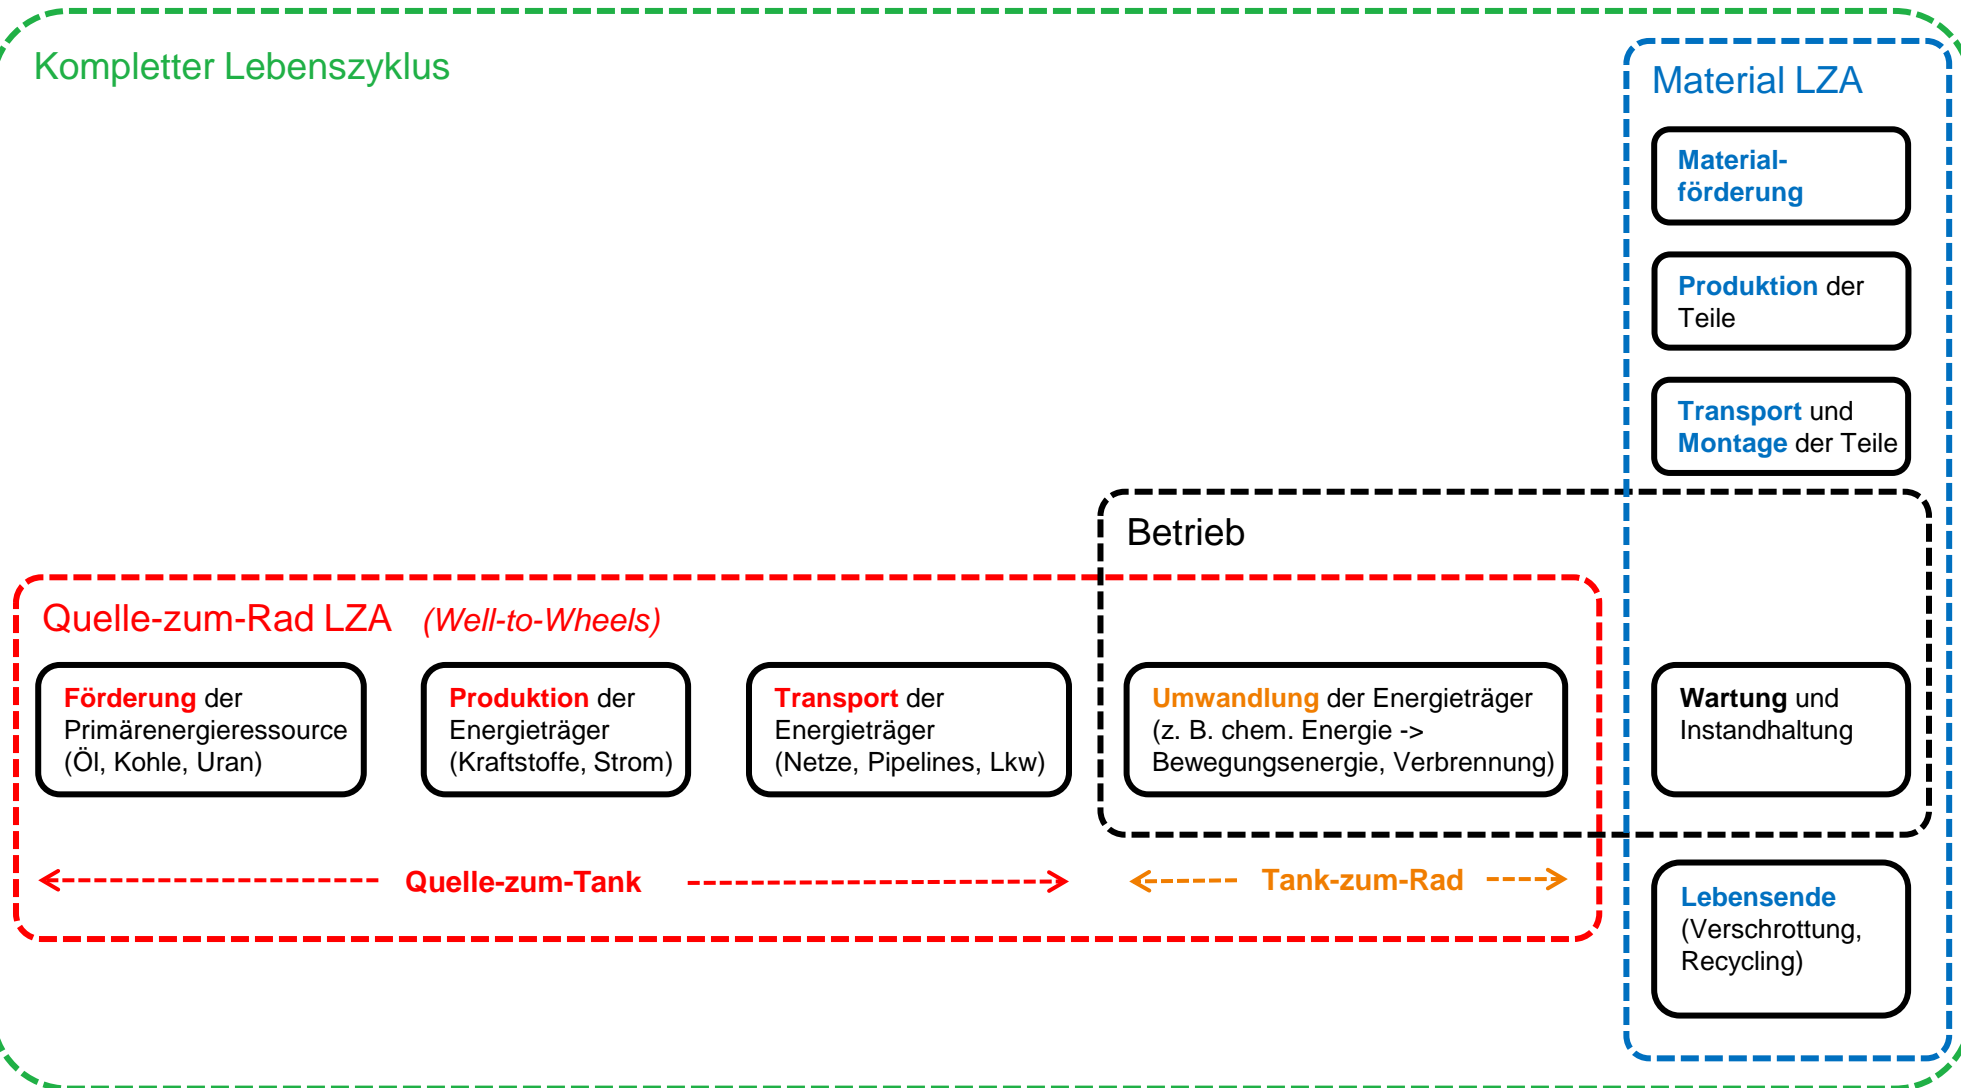 Kompletter Lebenszyklus
Material LZA
Material-
förderung
Produktion der
Teile
Transport und
Montage der Teile
Betrieb
Quelle-zum-Rad LZA (Well-to-Wheels)
Förderung der
Primärenergieressource
(Öl, Kohle, Uran)
Produktion der
Energieträger
(Kraftstoffe, Strom)
Transport der
Energieträger
(Netze, Pipelines, Lkw)
Umwandlung der Energieträger
(z. B. chem. Energie ->
Bewegungsenergie, Verbrennung)
Wartung und
Instandhaltung
Quelle-zum-Tank
Tank-zum-Rad
Lebensende
(Verschrottung,
Recycling)